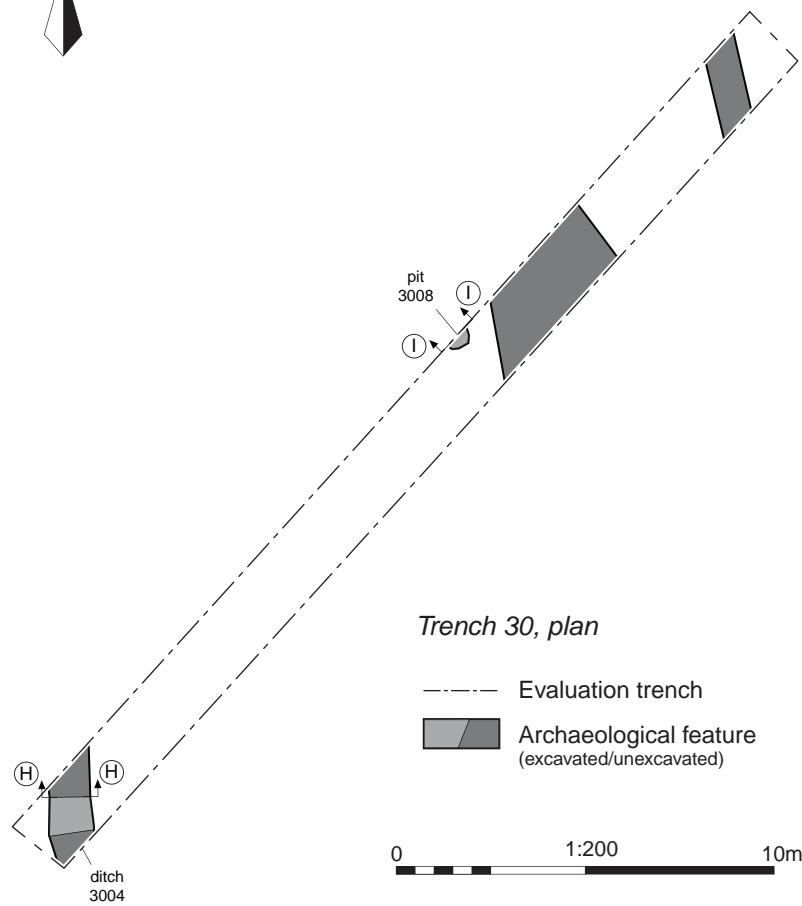 pit
3008
I
I
Trench 30, plan
Evaluation trench
Archaeological feature
(excavated/unexcavated)
H
H
ditch
3004
0
1:200
10m